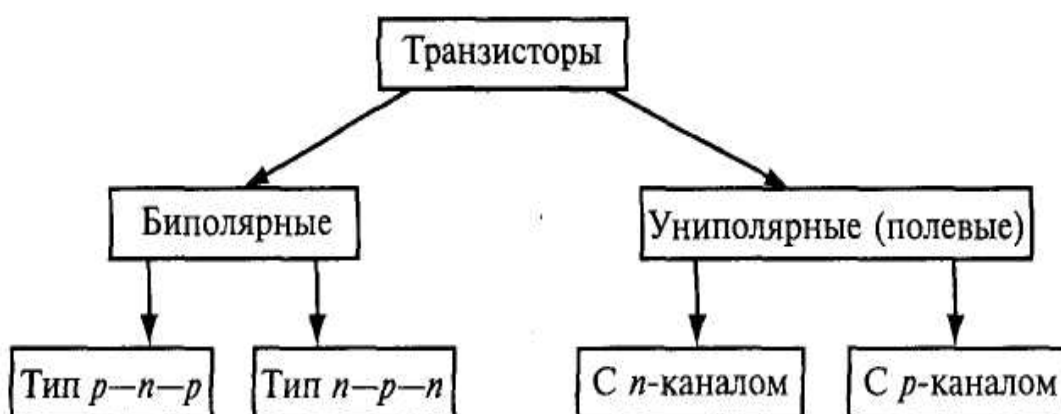 Транзисторы
Биполярные
Униполярные (полевые)
Тип p—n—p
Тип n—p—n
С n-каналом
С p-каналом